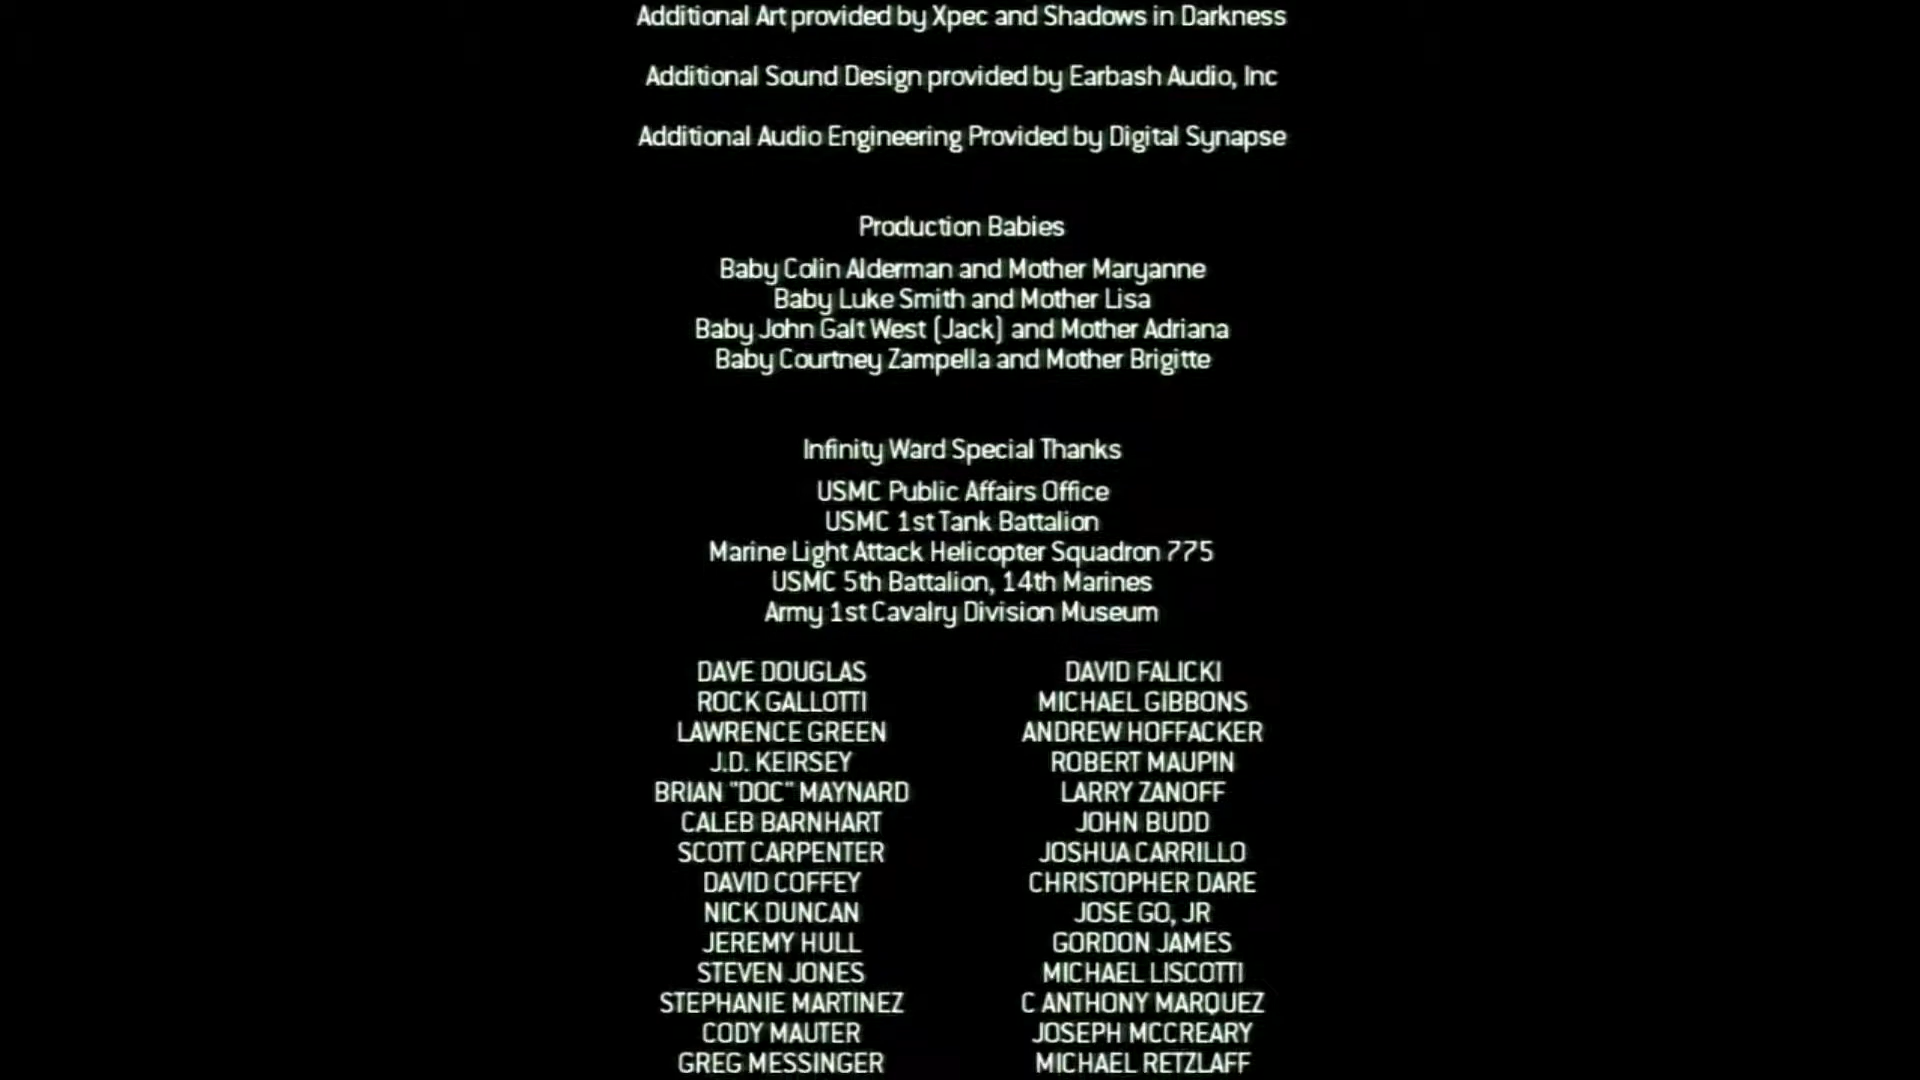 Additional Art provided by Xpec and Shadows in Darkness
Additional Sound Design provided by Earbash Audio, Inc
Additional Audio Engineering Provided by Digital Synapse
Production Babies
Baby Colin Alderman and Mother Maryanne
Baby Luke Smith and Mother Lisa
Baby John Galt West (Jack) and Mother Adriana
Baby Courtney Zampella and Mother Brigitte
Infinity Ward Special Thanks
USMC Public Affairs Office
USMC 1st Tank Battalion
Marine Light Attack Helicopter Squadron 775
USMC 5th Battalion, 14th Marines
Army 1st Cavalry Division Museum
DAVE DOUGLAS DAVID FALICKI
ROCK GALLOTTI MICHAEL GIBBONS
LAWRENCE GREEN ANDREW HOFFACKER
J.D. KEIRSEY ROBERT MAUPIN
BRIAN "DOC" MAYNARD LARRY ZANOFF
CALEB BARNHART JOHN BUDD
SCOTT CARPENTER JOSHUA CARRILLO
DAVID COFFEY CHRISTOPHER DARE
NICK DUNCAN JOSE GO, JR
JEREMY HULL GORDON JAMES
STEVEN JONES MICHAEL LISCOTTI
STEPHANIE MARTINEZ C ANTHONY MARQUEZ
CODY MAUTER JOSEPH MCCREARY
GREG MESSINGER MICHAEL RETZLAFF